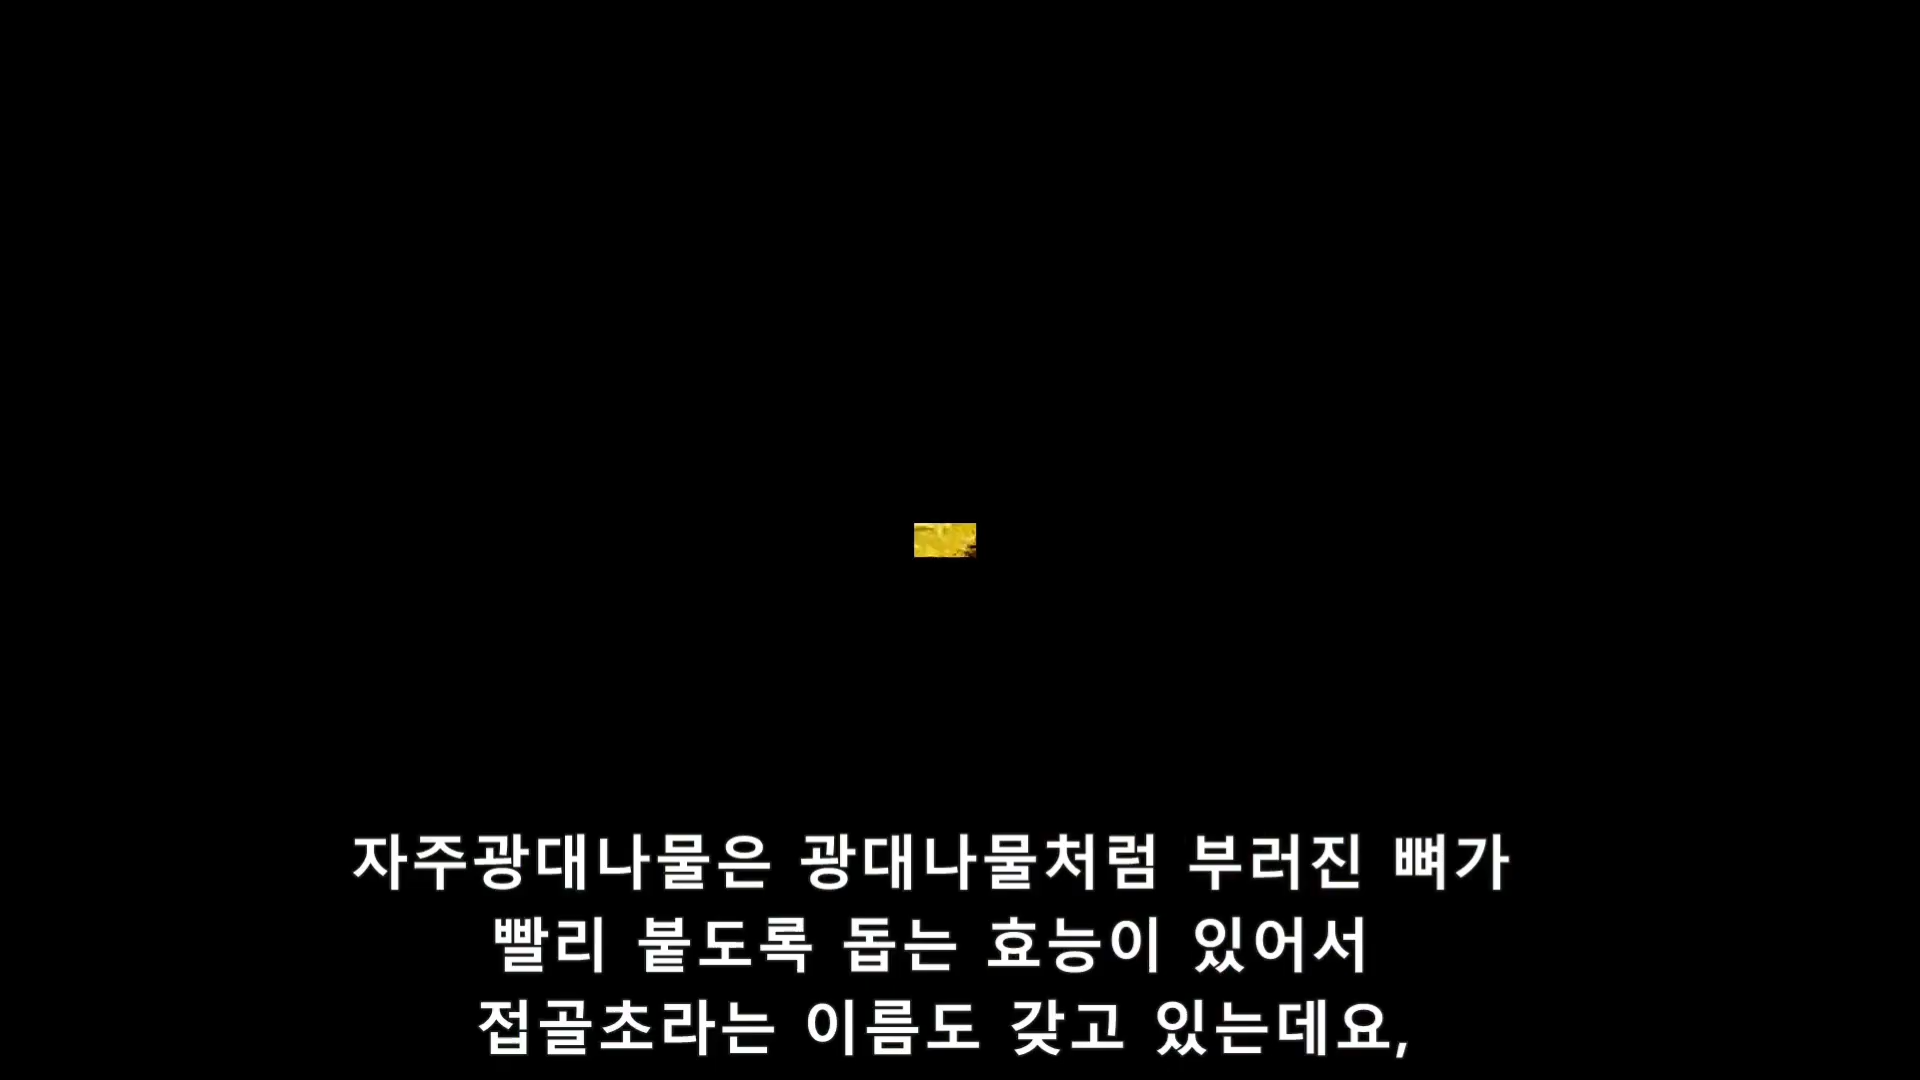 자주광대나물은 광대나물처럼 부러진 뼈가
빨리 붙도록 돕는 효능이 있어서
접골초라는 이름도 갖고 있는데요,